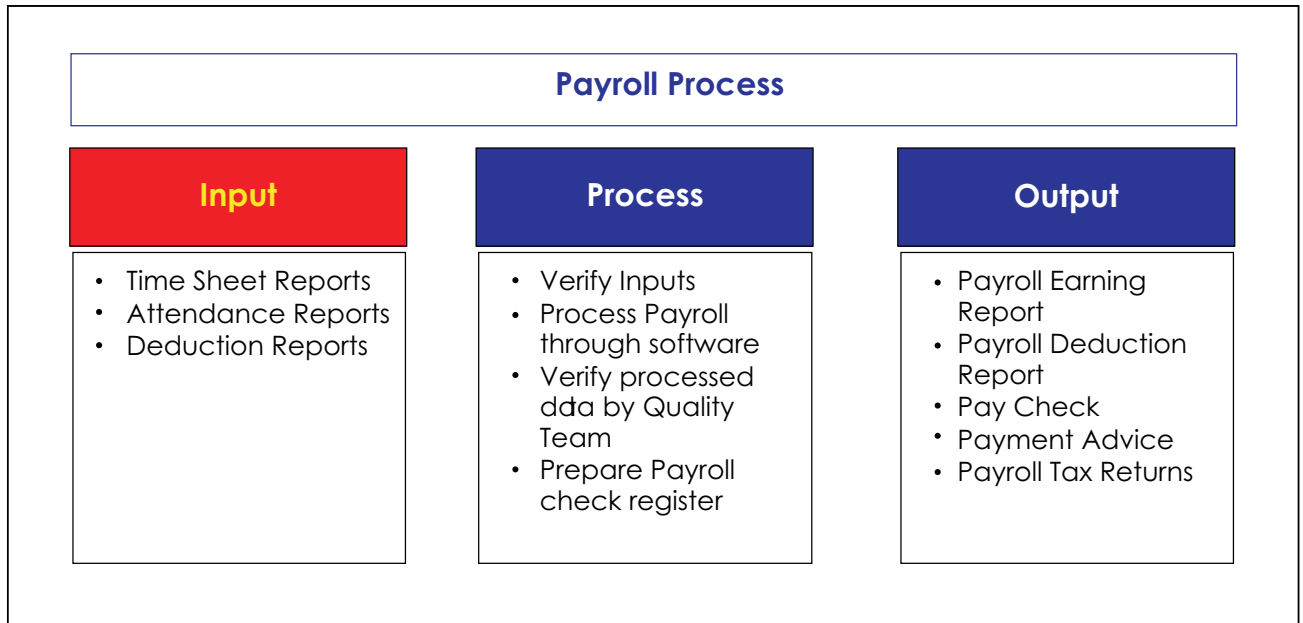 Payroll Process
Input
• Time Sheet Reports
• Attendance Reports
• Deduction Reports
Process
• Verify Inputs
• Process Payroll
through software
• Verify processed
data by Quality
Team
• Prepare Payroll
check register
Output
• Payroll Earning
Report
• Payroll Deduction
Report
• Pay Check
• Payment Advice
• Payroll Tax Returns